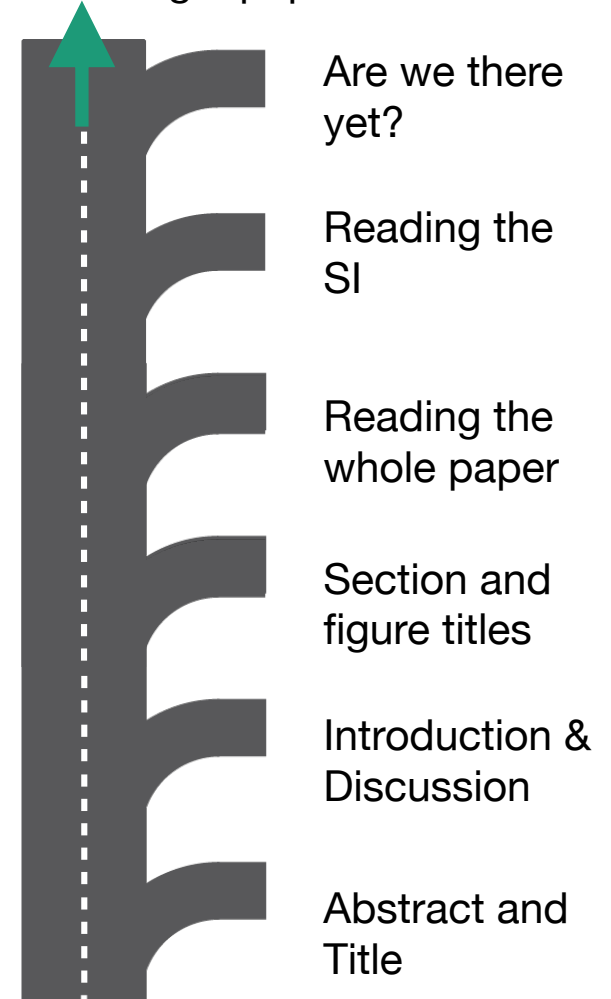 Are we there
yet?
Reading the
SI
Reading the
whole paper
Section and
figure titles
Introduction &
Discussion
Abstract and
Title